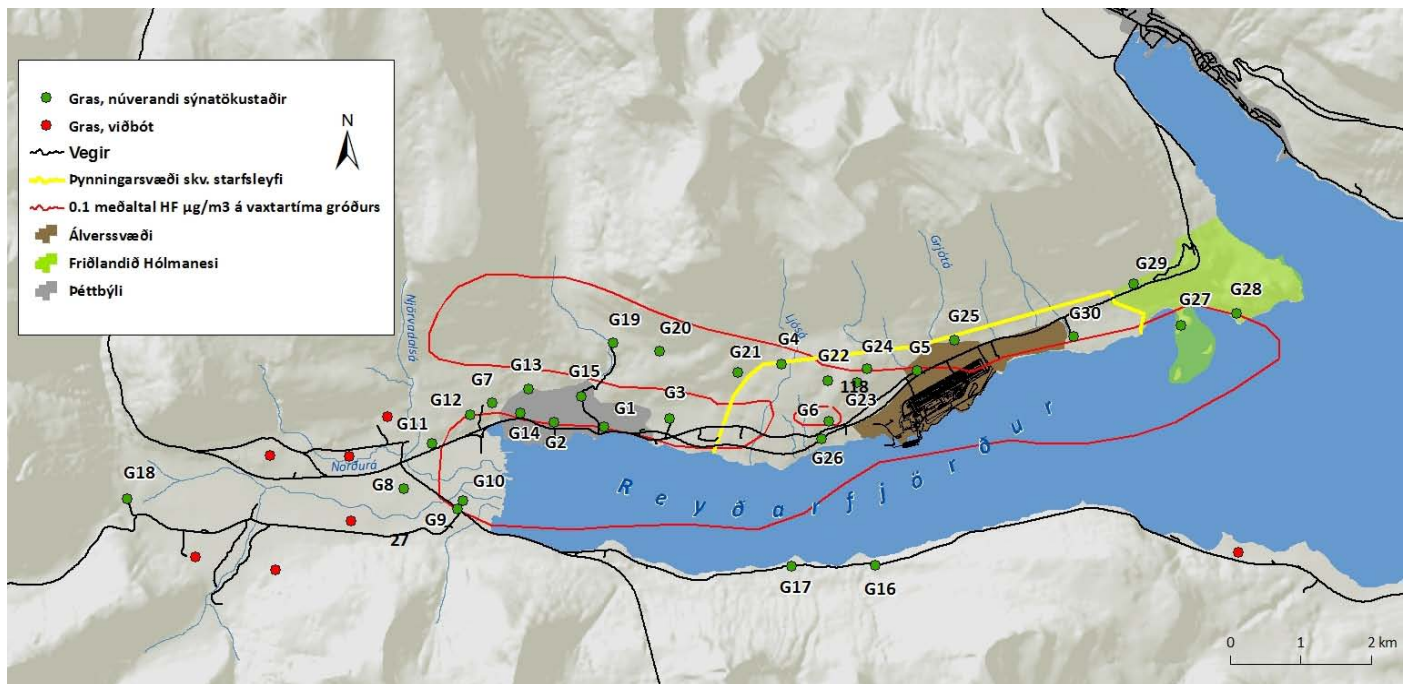 Gras, núverandi sýnatökustaðir
Gras, viðbót
Vegir
Þynningarsvæði skv. starfsleyfi
0.1 meðaltal HF µg/m3 á vaxtartíma gróðurs
Álverssvæði
Friðlandið Hólmanesi
Þéttbýli
N
Njörvadalsá
Ljósá
Grjótá
G29
G28
G27
G30
G25
G24
G5
G22
G4
G21
G20
G19
G15
G13
G7
G12
G3
G1
G6
118
G23
G14
G2
G26
G11
Norðurá
G18
G8
G10
G9
27
Reyðarfjörður
G17
G16
0 1 2 km